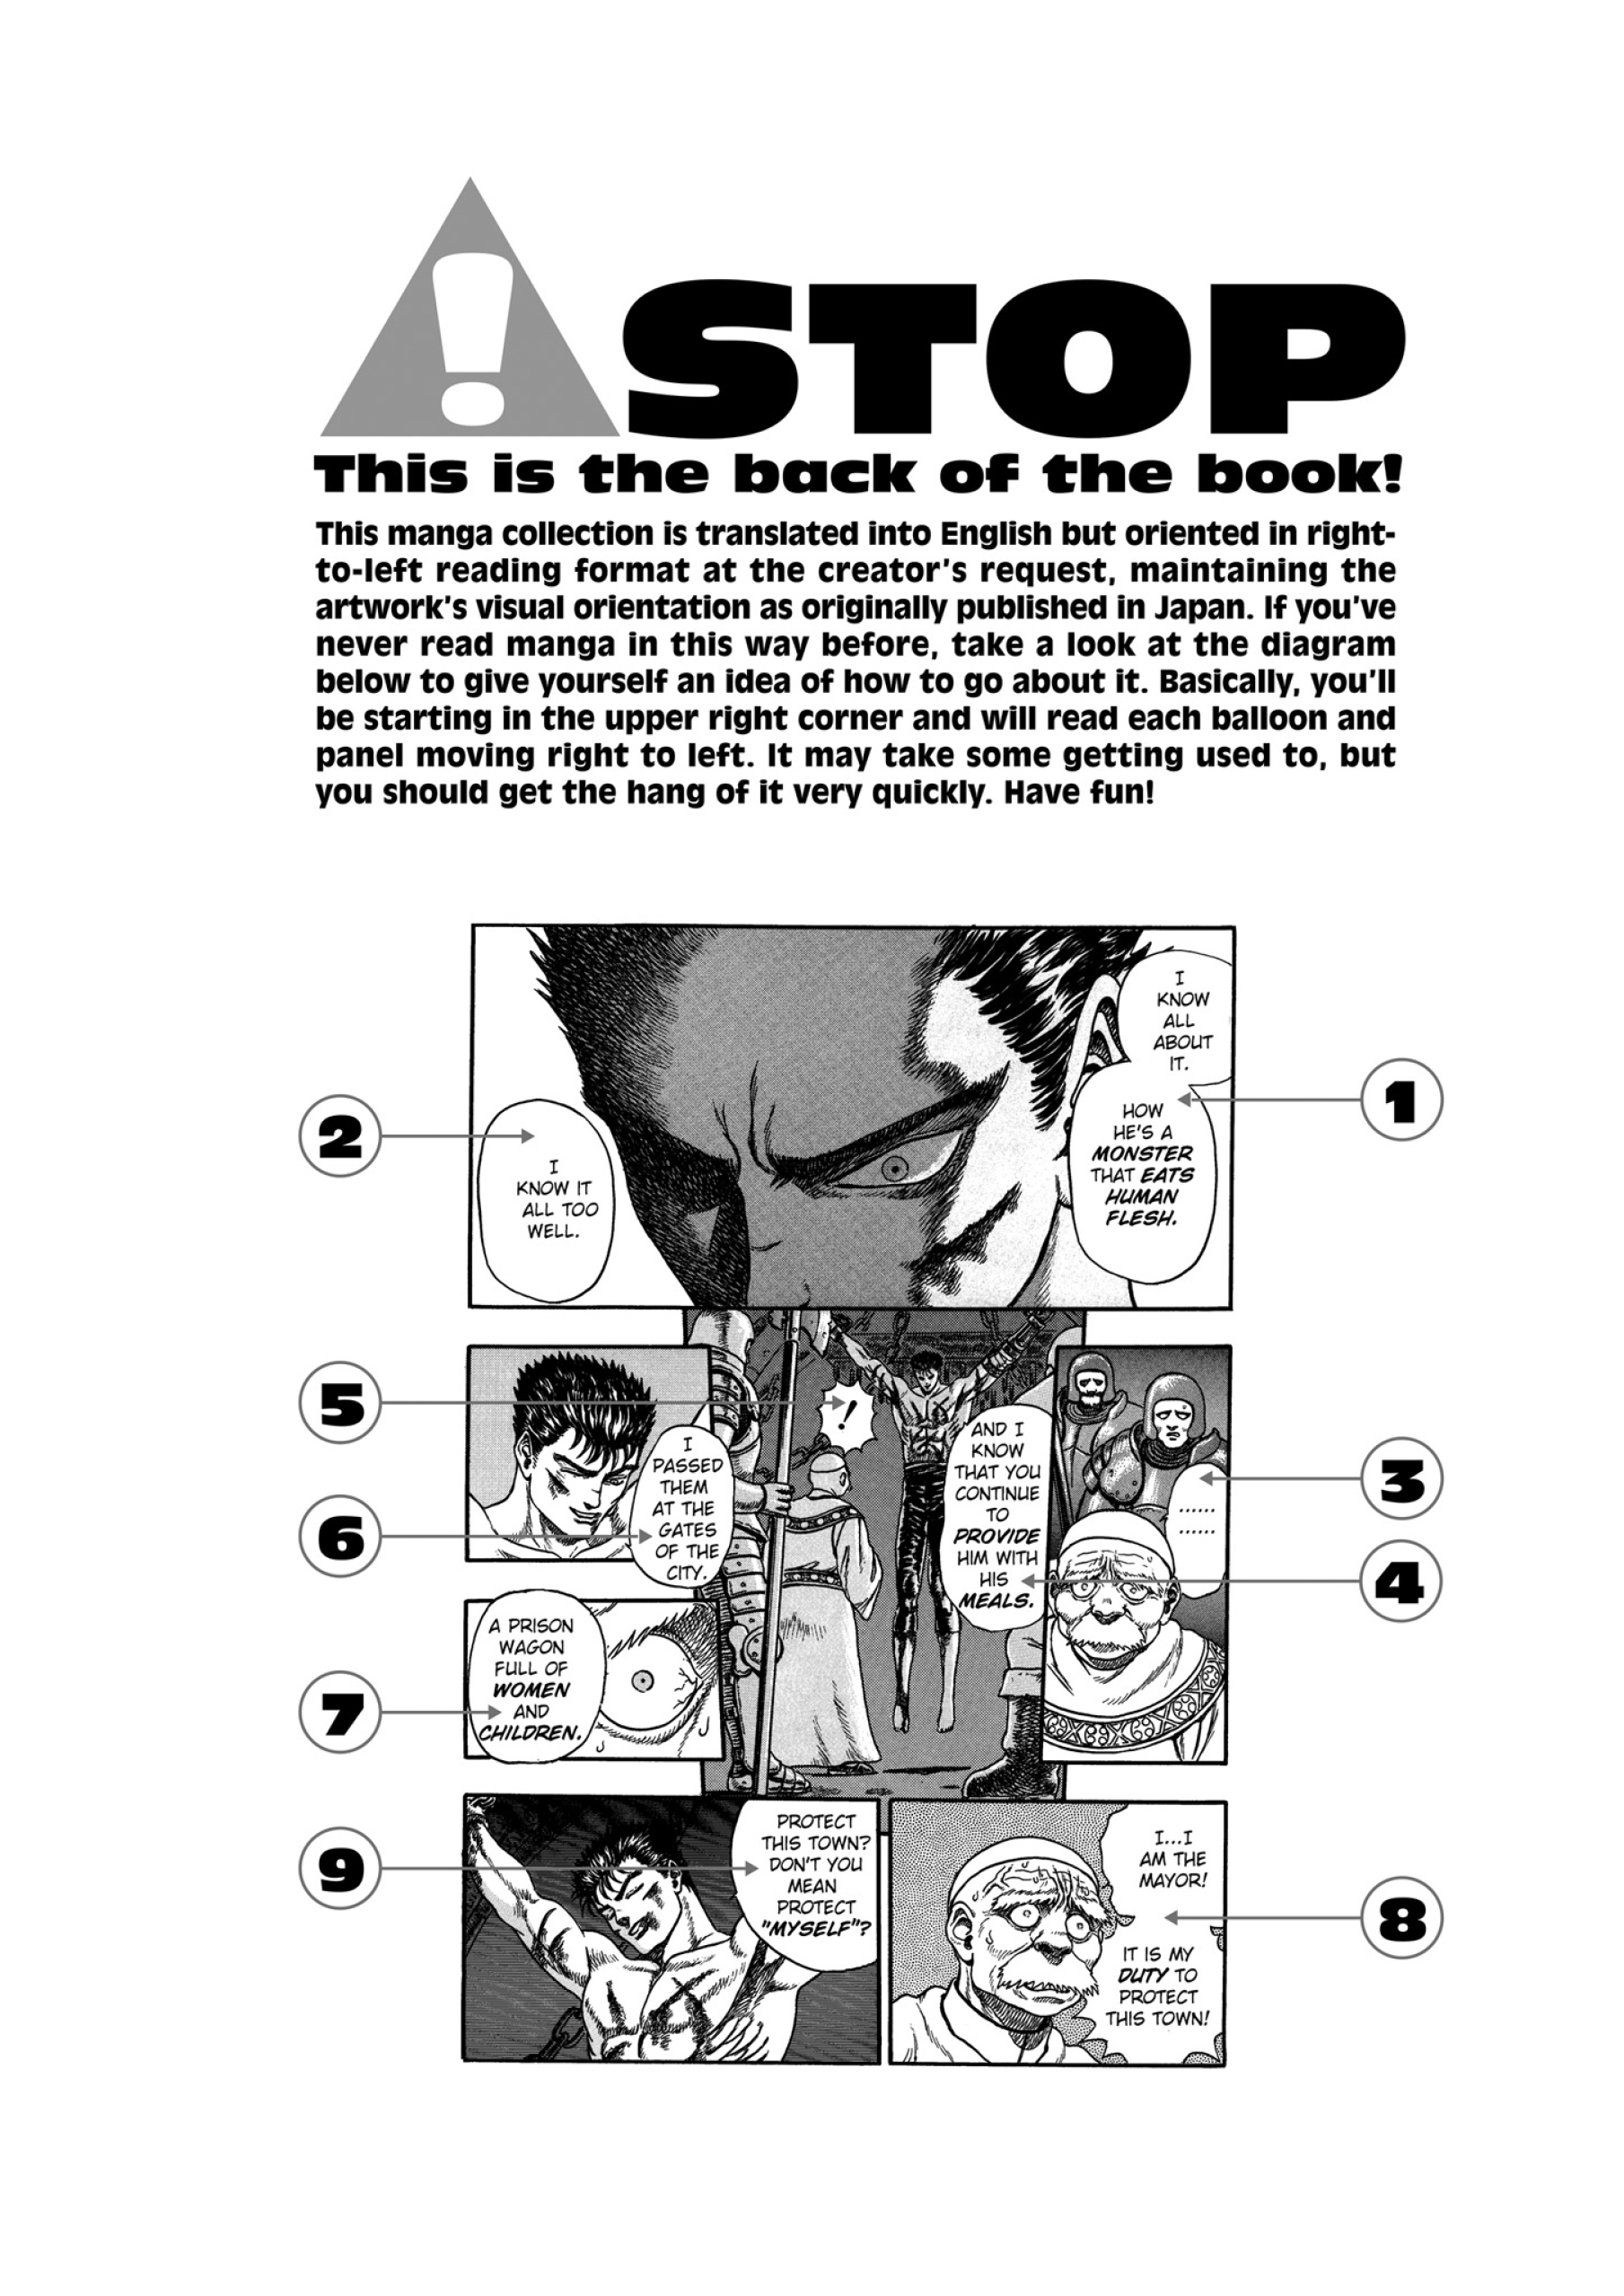 !STOP
This is the back of the book!
This manga collection is translated into English but oriented in right-
to-left reading format at the creator's request, maintaining the
artwork's visual orientation as originally published in Japan. If you've
never read manga in this way before, take a look at the diagram
below to give yourself an idea of how to go about it. Basically, you'll
be starting in the upper right corner and will read each balloon and
panel moving right to left. It may take some getting used to, but
you should get the hang of it very quickly. Have fun!
1
I
KNOW
ALL
ABOUT
IT.
HOW
HE'S A
MONSTER
THAT EATS
HUMAN
FLESH.
2
I
KNOW IT
ALL TOO
WELL.
3
......
......
4
AND I
KNOW
THAT YOU
CONTINUE
TO
PROVIDE
HIM WITH
HIS
MEALS.
5
!
6
I
PASSED
THEM
AT THE
GATES
OF THE
CITY.
7
A PRISON
WAGON
FULL OF
WOMEN
AND
CHILDREN.
8
I...I
AM THE
MAYOR!
IT IS MY
DUTY TO
PROTECT
THIS TOWN!
9
PROTECT
THIS TOWN?
DON'T YOU
MEAN
PROTECT
"MYSELF"?